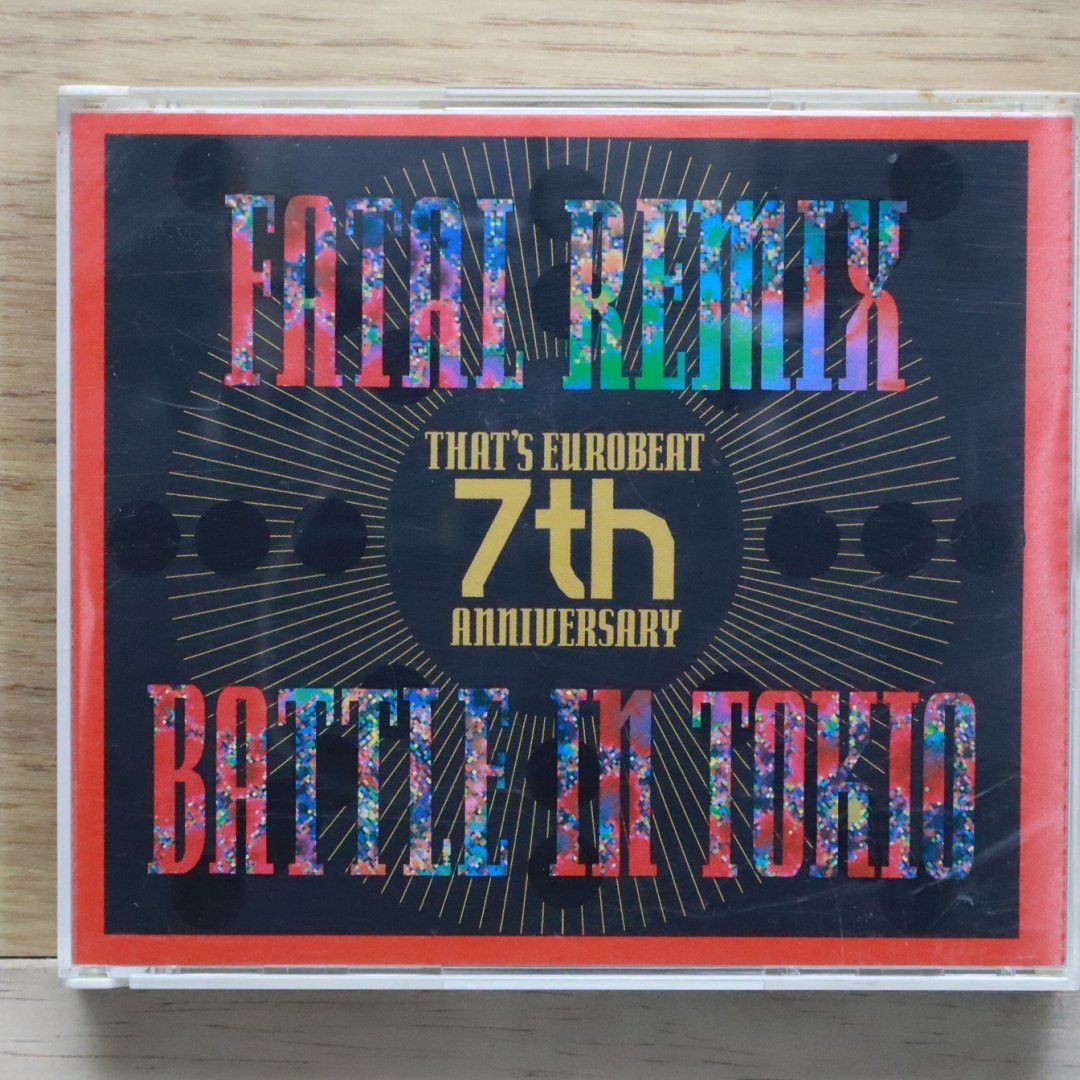 FATAL REMIX
THAT'S EUROBEAT
7th
ANNIVERSARY
BATTLE IN TOKIO